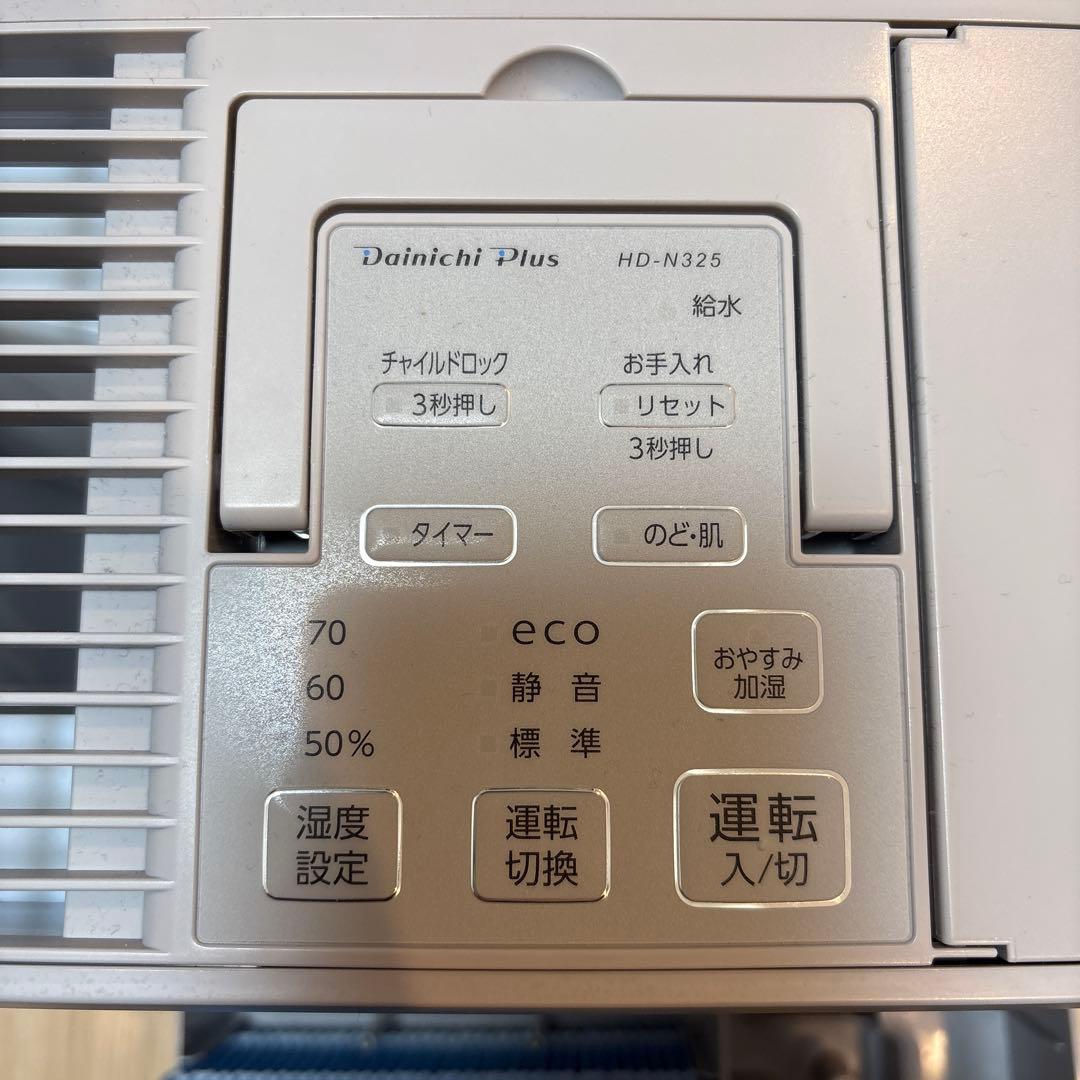 Dainichi Plus HD-N325
給水
チャイルドロック お手入れ
3秒押し リセット
3秒押し
タイマー のど・肌
70 eco
おやすみ
60 静音 加湿
50% 標準
湿度 運転 運転
設定 切換 入/切